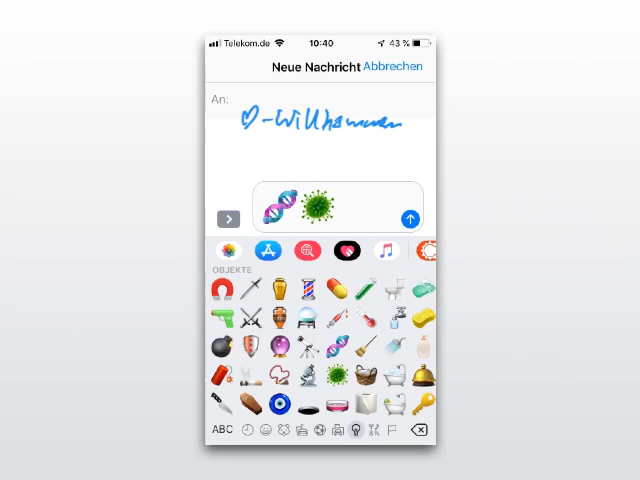 Telekom.de 10:40 43 %
Neue Nachricht Abbrechen
An:
♡-Willkommen
OBJEKTE
ABC